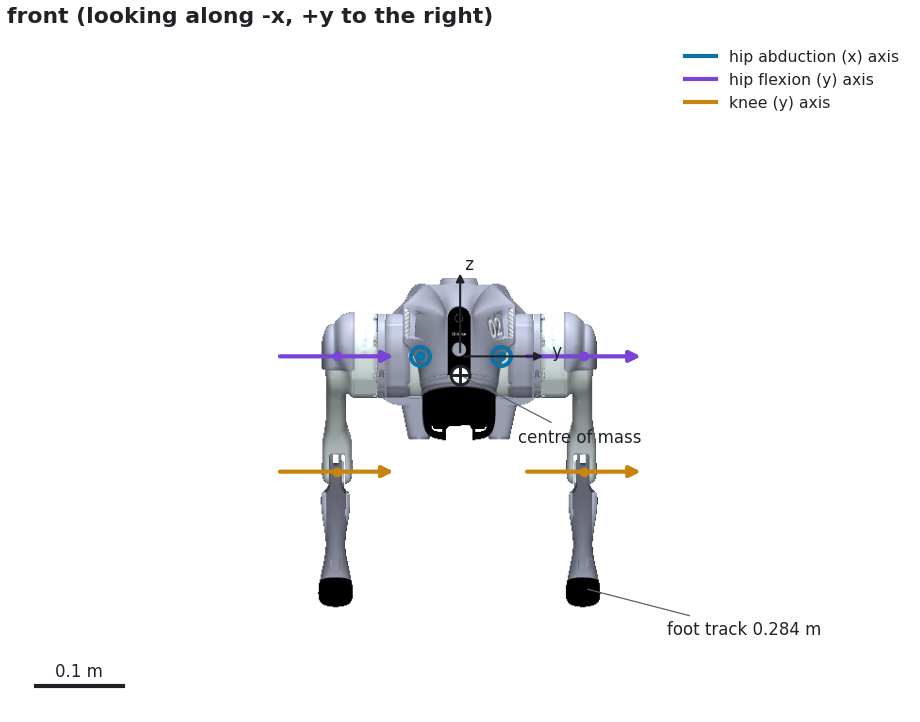 front (looking along -x, +y to the right)
hip abduction (x) axis
hip flexion (y) axis
knee (y) axis
z
02
y
centre of mass
foot track 0.284 m
0.1 m